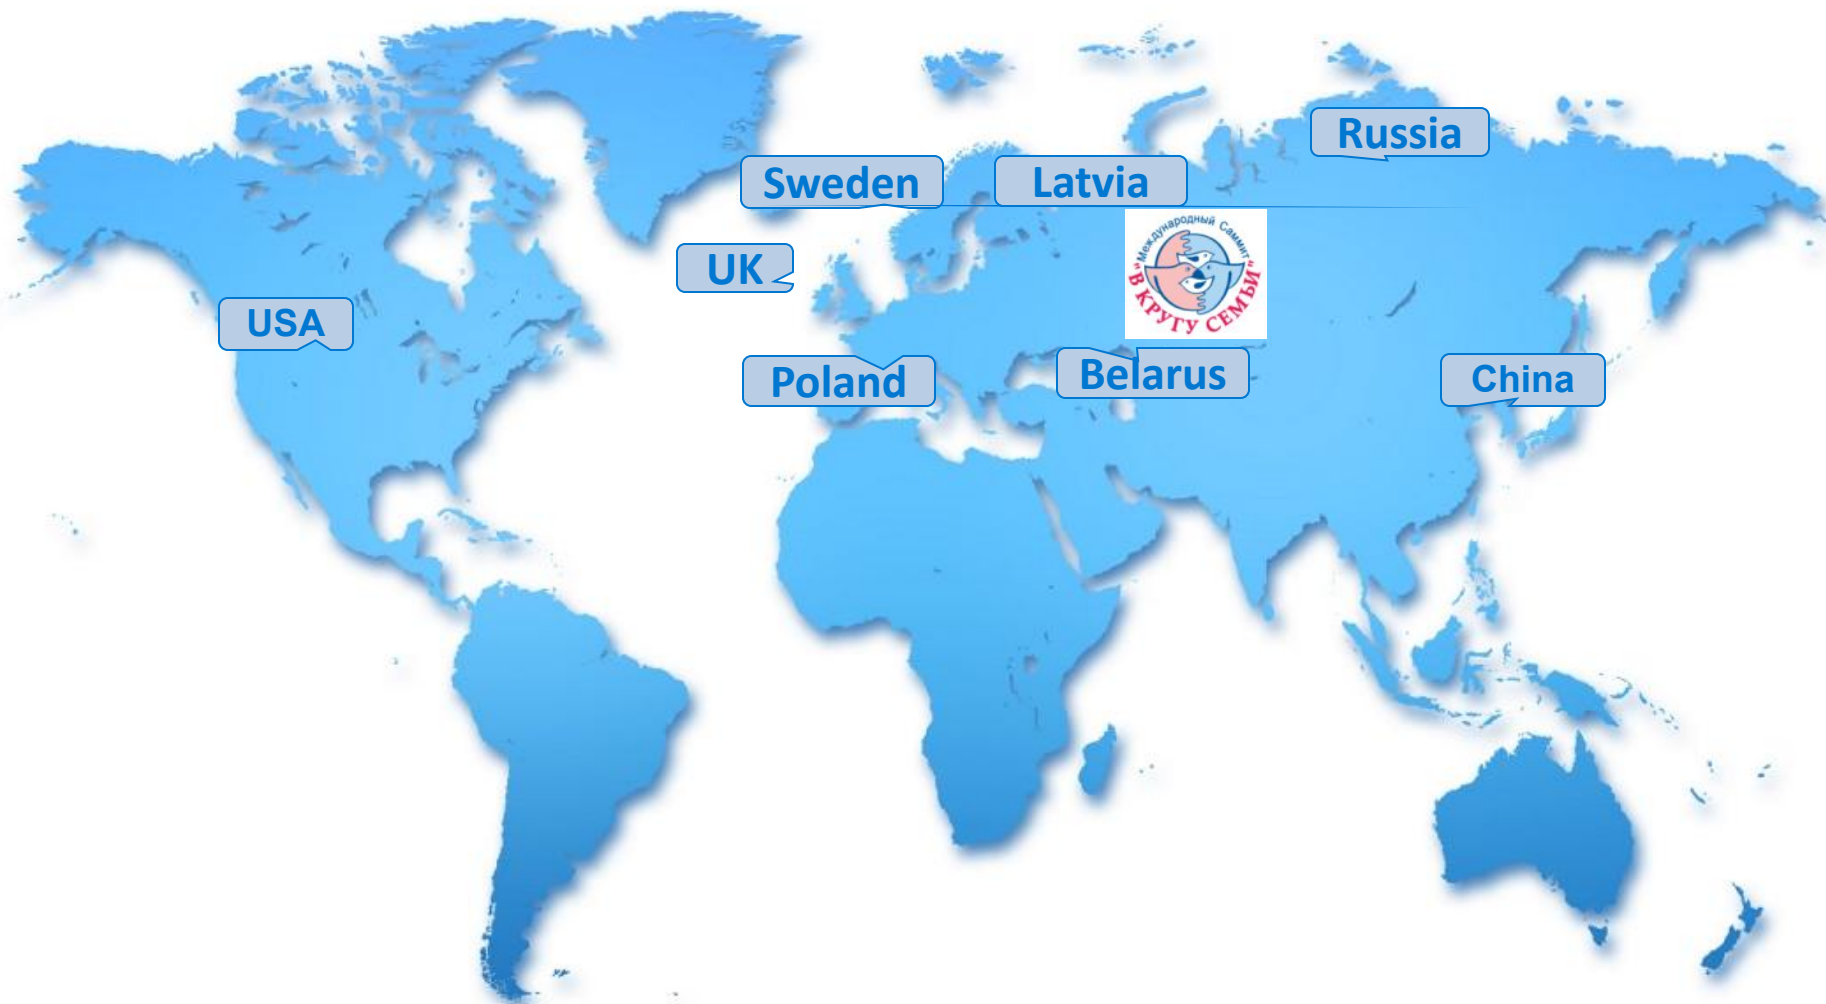 Russia
Sweden
Latvia
Международный Саммит
"В КРУГУ СЕМЬИ"
UK
USA
Poland
Belarus
China